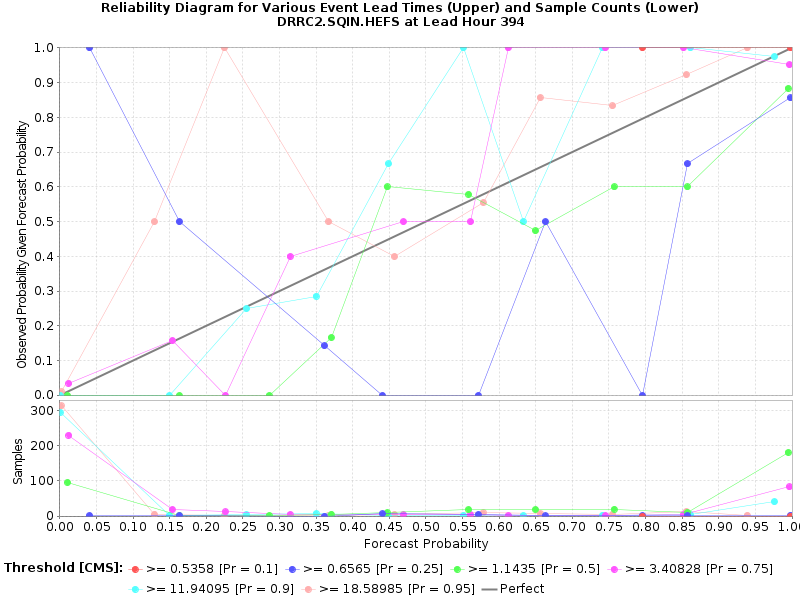 Reliability Diagram for Various Event Lead Times (Upper) and Sample Counts (Lower)
DRRC2.SQIN.HEFS at Lead Hour 394
Observed Probability Given Forecast Probability
1.0
0.9
0.8
0.7
0.6
0.5
0.4
0.3
0.2
0.1
0.0
Samples
300
200
100
0
0.00 0.05 0.10 0.15 0.20 0.25 0.30 0.35 0.40 0.45 0.50 0.55 0.60 0.65 0.70 0.75 0.80 0.85 0.90 0.95 1.0
Forecast Probability
Threshold [CMS]: >= 0.5358 [Pr = 0.1] >= 0.6565 [Pr = 0.25] >= 1.1435 [Pr = 0.5] >= 3.40828 [Pr = 0.75]
>= 11.94095 [Pr = 0.9] >= 18.58985 [Pr = 0.95] Perfect